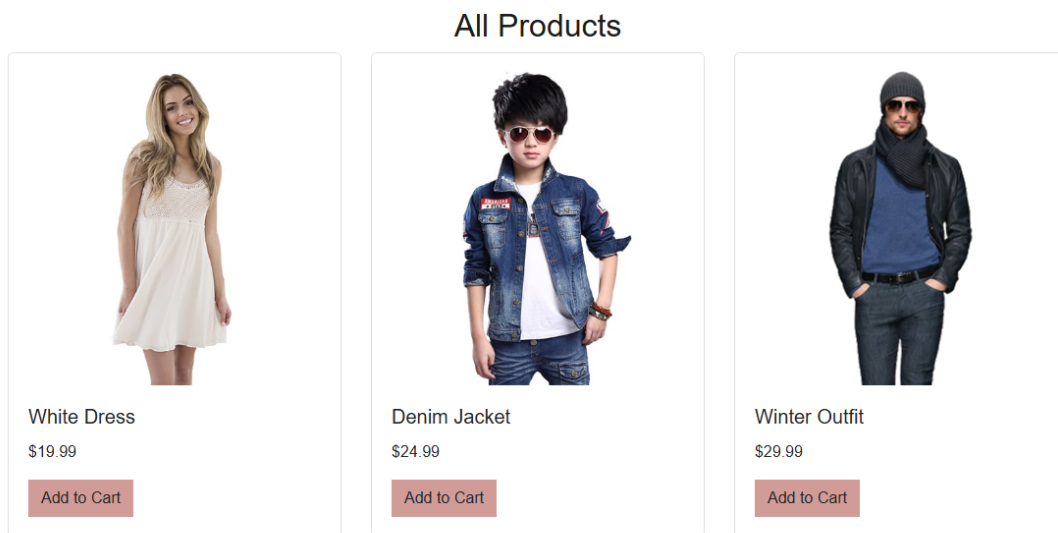 All Products
White Dress
$19.99
Add to Cart
Denim Jacket
$24.99
Add to Cart
Winter Outfit
$29.99
Add to Cart